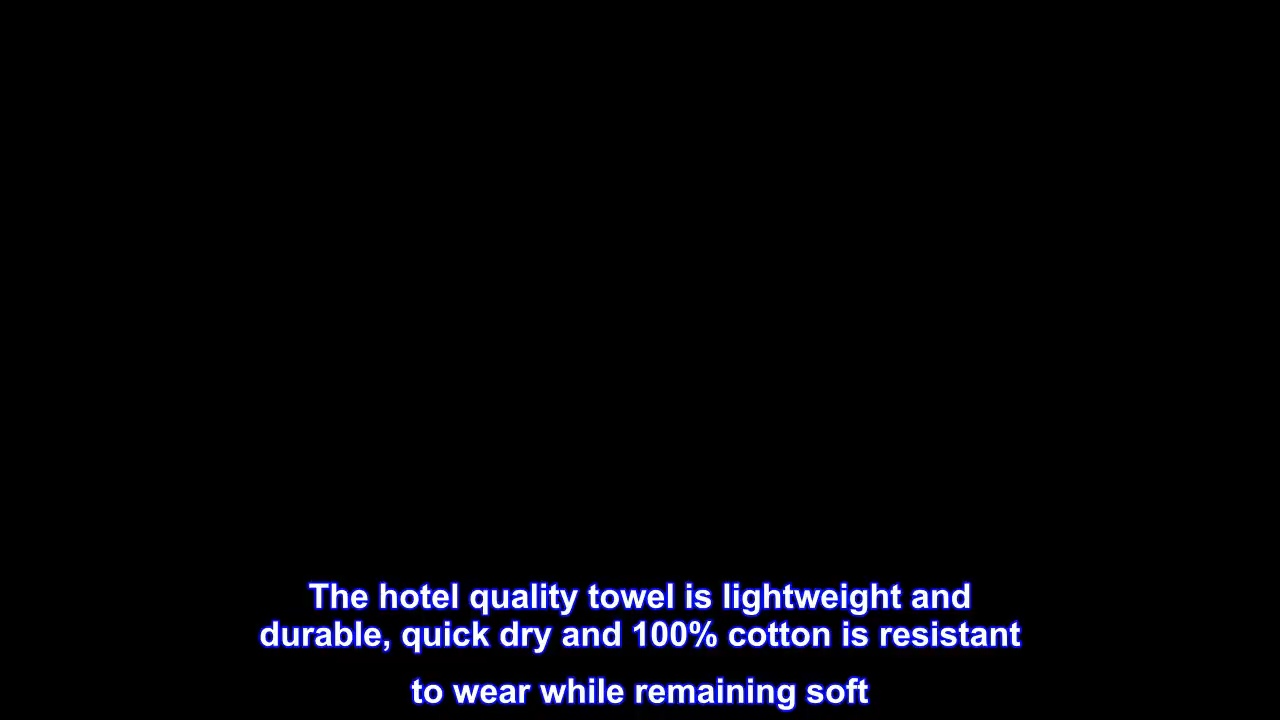 The hotel quality towel is lightweight and
durable, quick dry and 100% cotton is resistant
to wear while remaining soft